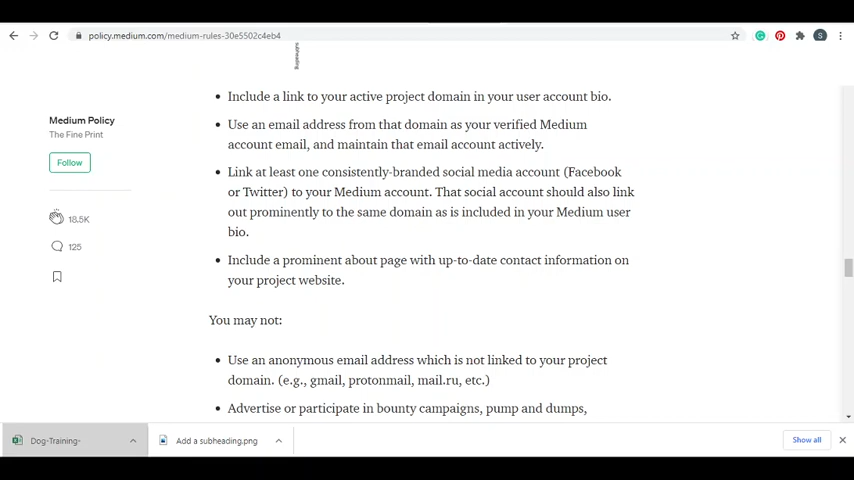 policy.medium.com/medium-rules-30e5502c4eb4
S
subheading
Include a link to your active project domain in your user account bio.
Medium Policy
The Fine Print
Follow
18.5K
125
Use an email address from that domain as your verified Medium
account email, and maintain that email account actively.
Link at least one consistently-branded social media account (Facebook
or Twitter) to your Medium account. That social account should also link
out prominently to the same domain as is included in your Medium user
bio.
Include a prominent about page with up-to-date contact information on
your project website.
You may not:
Use an anonymous email address which is not linked to your project
domain. (e.g., gmail, protonmail, mail.ru, etc.)
Advertise or participate in bounty campaigns, pump and dumps,
Dog-Training-
Add a subheading.png
Show all